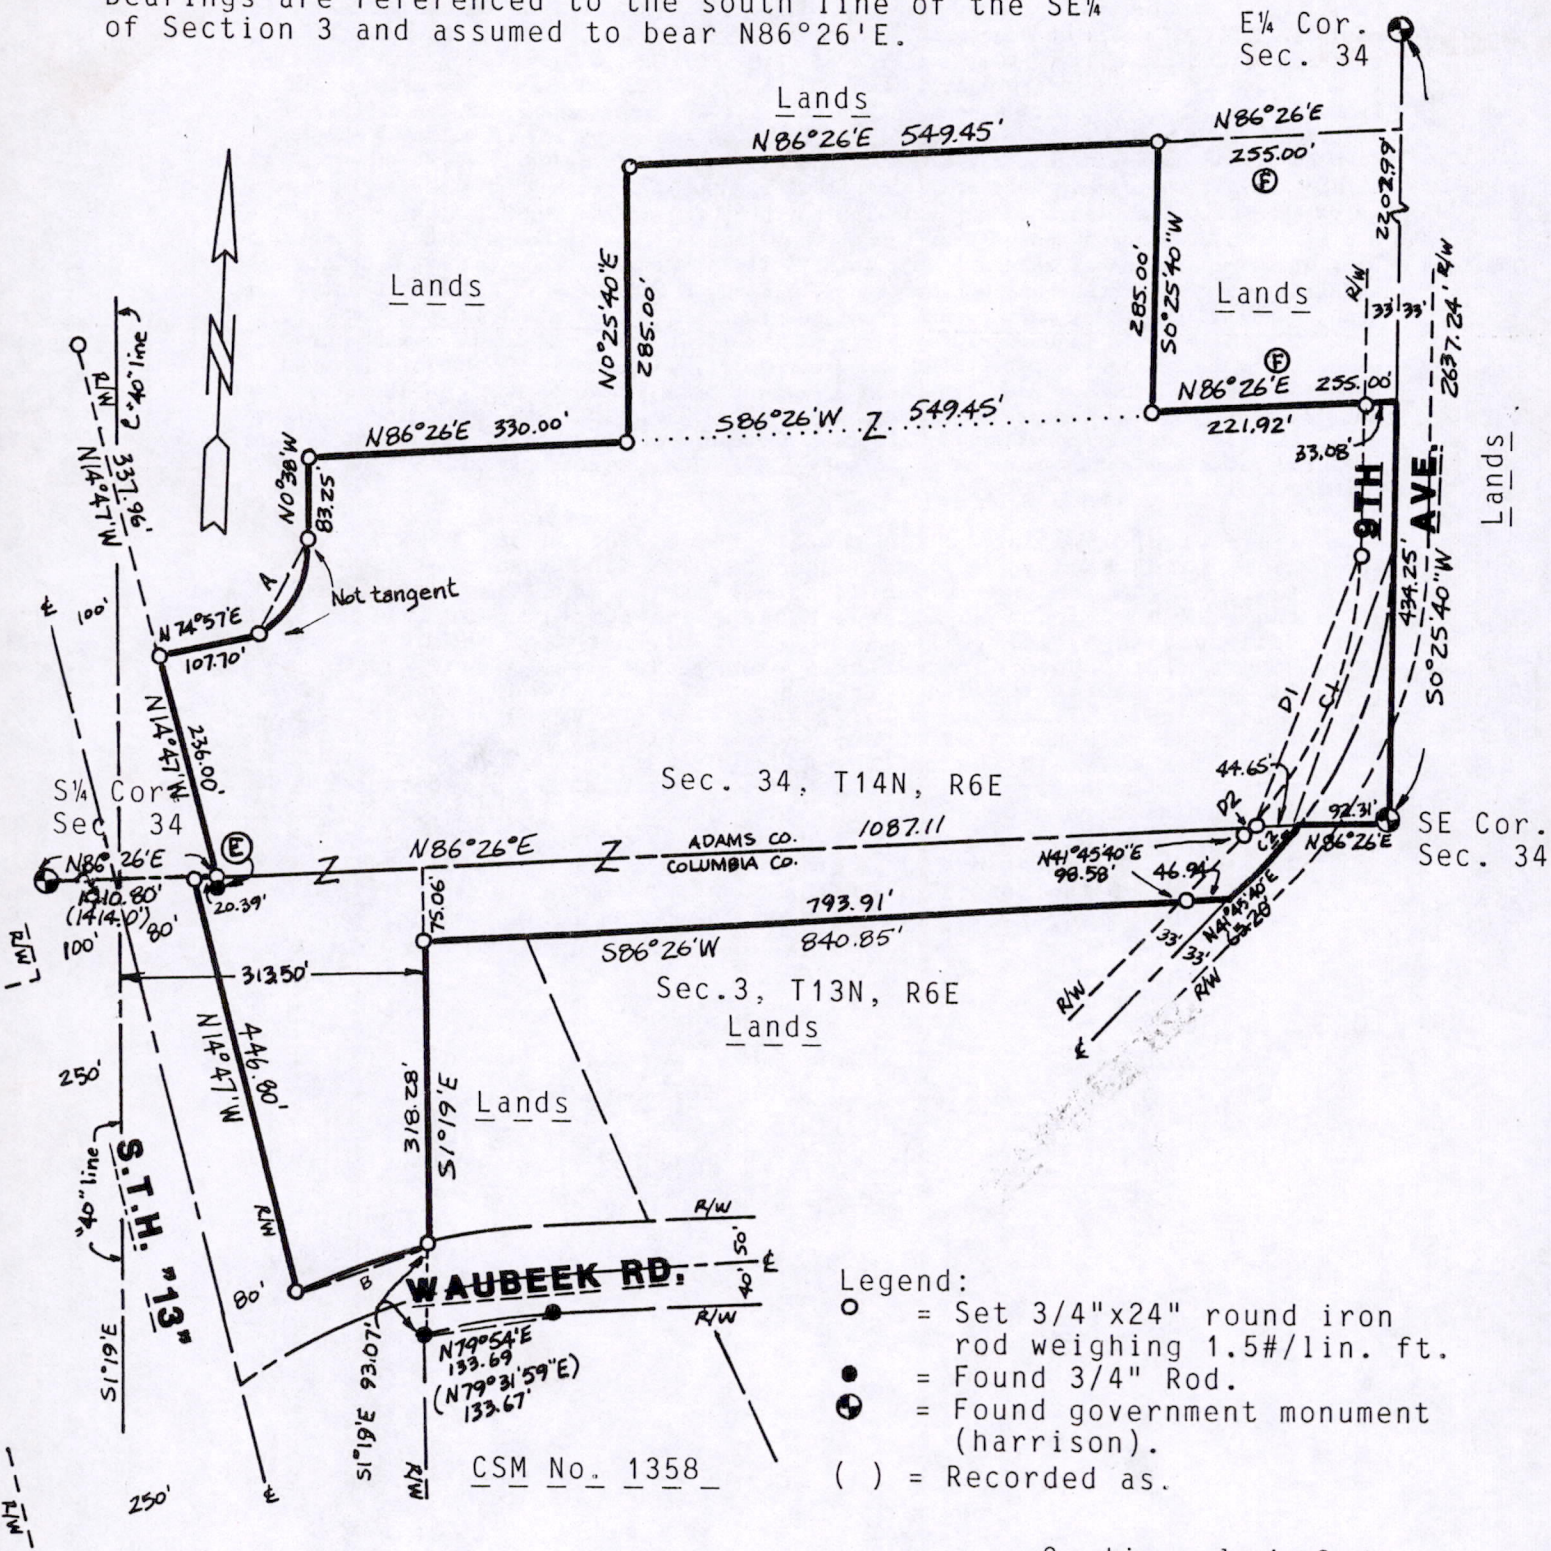 Bearings are referenced to the south line of the SE¼
of Section 3 and assumed to bear N86°26'E.
E¼ Cor.
Sec. 34
Lands
N86°26'E 549.45'
N86°26'E
255.00'
F
2202.99'
Lands
N0°25'40"E
285.00'
285.00'
S0°25'40"W
Lands
R/W
33' 33'
2637.24' R/W
F
N86°26'E 255.00'
221.92'
33.08'
"40" line
R/W
337.96'
N14°47'W
N86°26'E 330.00'
S86°26'W Z 549.45'
N0°38'W
83.25'
A
Not tangent
9TH AVE.
Lands
434.25'
S0°25'40"W
100'
N74°57'E
107.70'
N14°47'W
236.00'
D1
C1
44.65'
D2
C2
92.31'
N86°26'E
S¼ Cor.
Sec. 34
Sec. 34, T14N, R6E
SE Cor.
Sec. 34
E
N86°26'E
Z
N86°26'E
Z
ADAMS CO.
COLUMBIA CO.
1087.11
N41°45'40"E
98.58'
46.94'
(1414.0')
80'
20.39'
75.06'
793.91'
S86°26'W 840.85'
N41°45'40"E
33'
33'
R/W
R/W
R/W
100'
313.50'
Sec.3, T13N, R6E
Lands
250'
N14°47'W
446.80'
318.28'
S1°19'E
Lands
"40" line
S.T.H. "13"
R/W
R/W
50'
40'
80'
B
WAUBEEK RD.
R/W
S1°19'E
S1°19'E 93.07'
N79°54'E
133.69'
(N79°31'59"E)
133.67'
R/W
CSM No. 1358
250'
R/W
Legend:
= Set 3/4"x24" round iron
rod weighing 1.5#/lin. ft.
= Found 3/4" Rod.
= Found government monument
(harrison).
( ) = Recorded as.